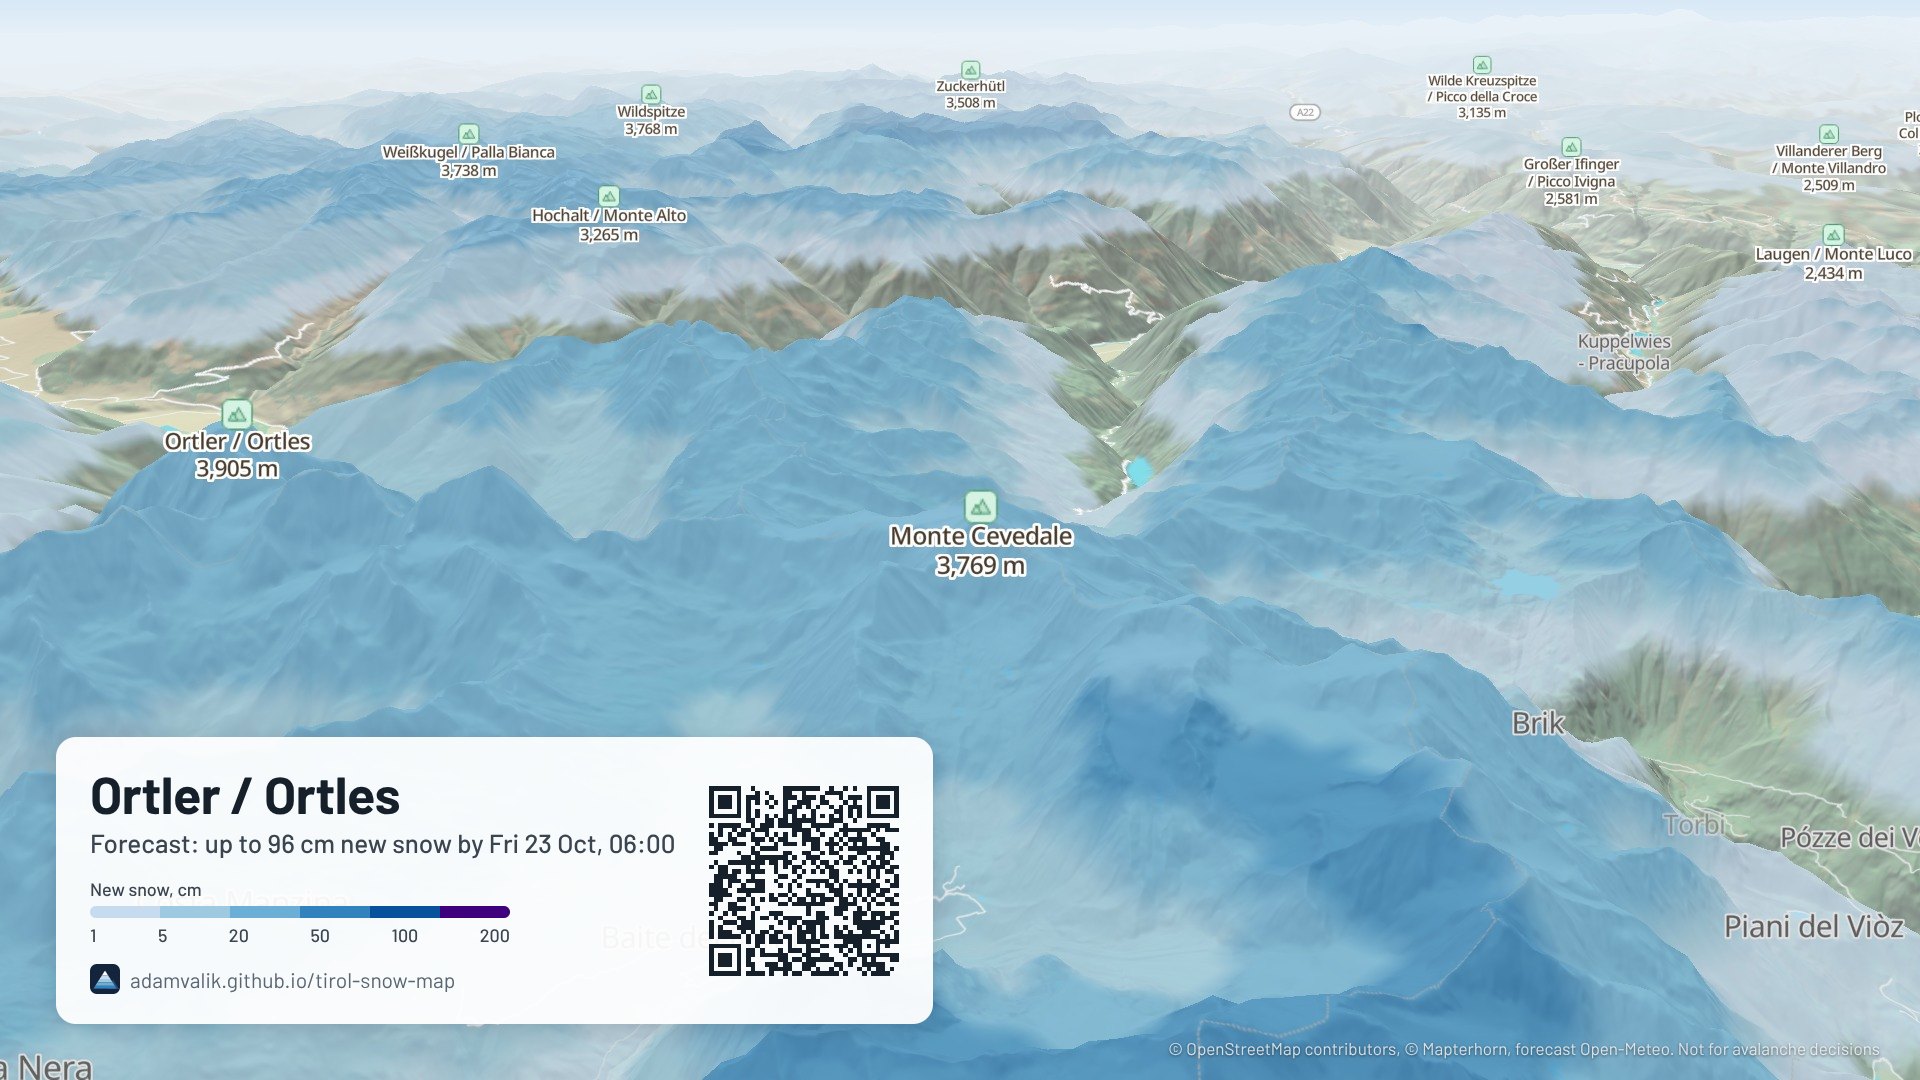 Zuckerhütl
3,508 m
Wilde Kreuzspitze
/ Picco della Croce
3,135 m
Wildspitze
3,768 m
A22
Weißkugel / Palla Bianca
3,738 m
Großer Ifinger
/ Picco Ivigna
2,581 m
Villanderer Berg
/ Monte Villandro
2,509 m
Hochalt / Monte Alto
3,265 m
Laugen / Monte Luco
2,434 m
Kuppelwies
- Pracupola
Ortler / Ortles
3,905 m
Monte Cevedale
3,769 m
Brik
Torbi
Pózze dei V
Piani del Viòz
Ortler / Ortles
Forecast: up to 96 cm new snow by Fri 23 Oct, 06:00
New snow, cm
1 5 20 50 100 200
adamvalik.github.io/tirol-snow-map
Baite de
a Nera
© OpenStreetMap contributors, © Mapterhorn, forecast Open-Meteo. Not for avalanche decisions